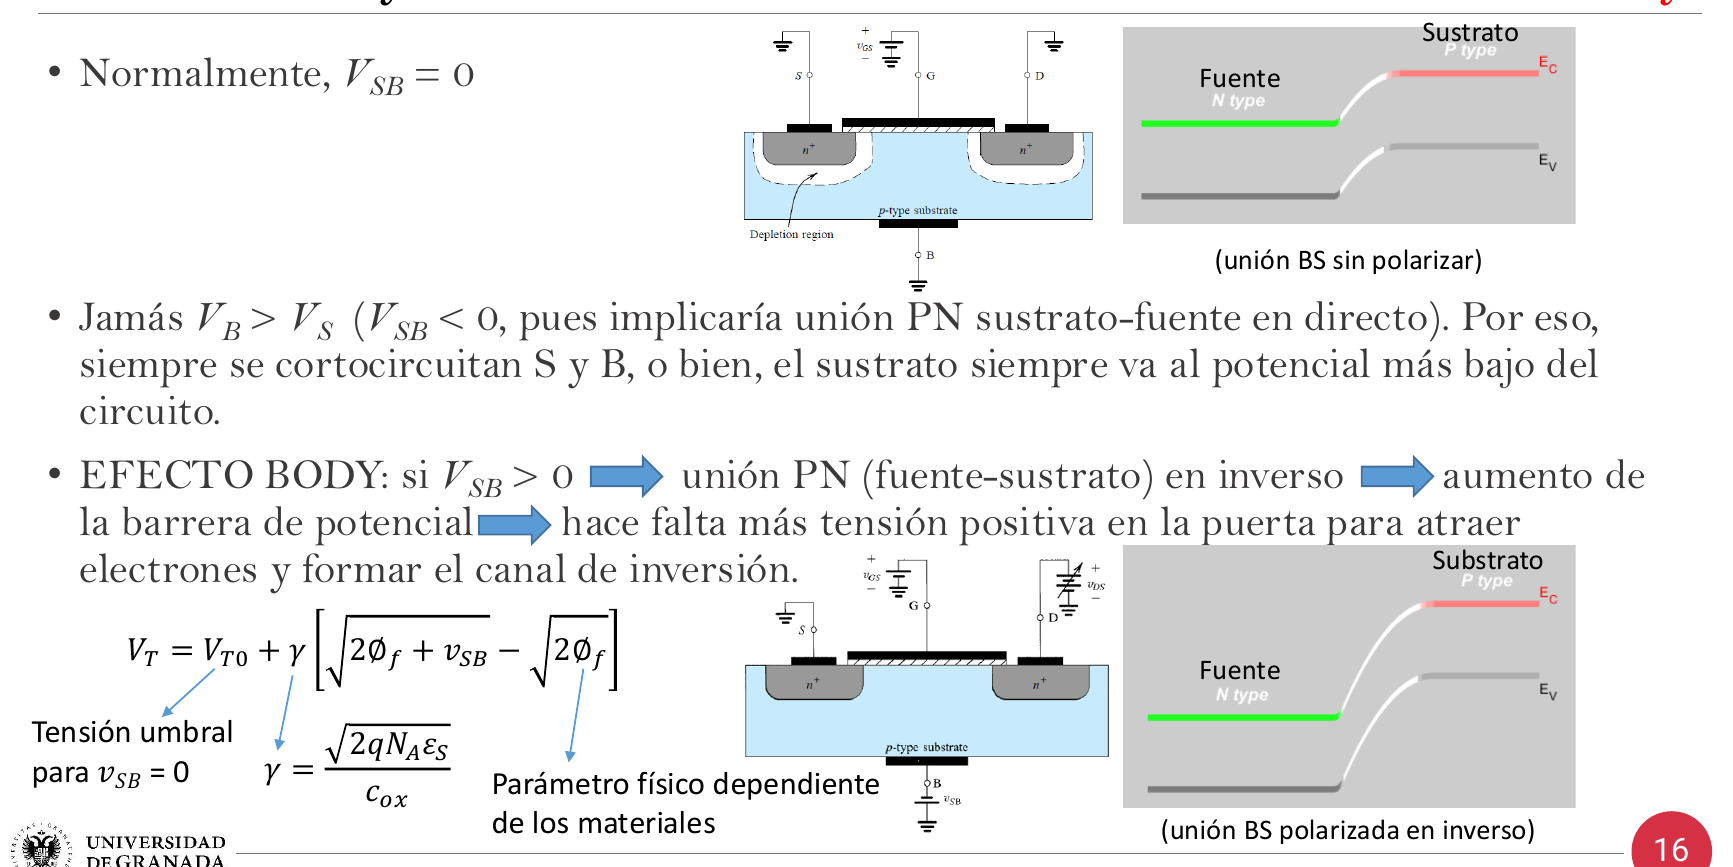 • Normalmente, V_SB = 0
+
v_GS
−
S
G
D
n+
n+
p-type substrate
Depletion region
B
Sustrato
P type
E_C
Fuente
N type
E_V
(unión BS sin polarizar)
• Jamás V_B > V_S (V_SB < 0, pues implicaría unión PN sustrato-fuente en directo). Por eso,
siempre se cortocircuitan S y B, o bien, el sustrato siempre va al potencial más bajo del
circuito.
• EFECTO BODY: si V_SB > 0 unión PN (fuente-sustrato) en inverso aumento de
la barrera de potencial hace falta más tensión positiva en la puerta para atraer
electrones y formar el canal de inversión.
V_T = V_T0 + γ [√(2∅_f + v_SB) − √(2∅_f)]
Tensión umbral
para v_SB = 0
γ = √(2qN_Aε_S) / c_ox
Parámetro físico dependiente
de los materiales
+
v_GS
−
G
+
v_DS
−
S
D
n+
n+
p-type substrate
B
v_SB
Substrato
P type
E_C
Fuente
N type
E_V
(unión BS polarizada en inverso)
UNIVERSIDAD
DE GRANADA
16